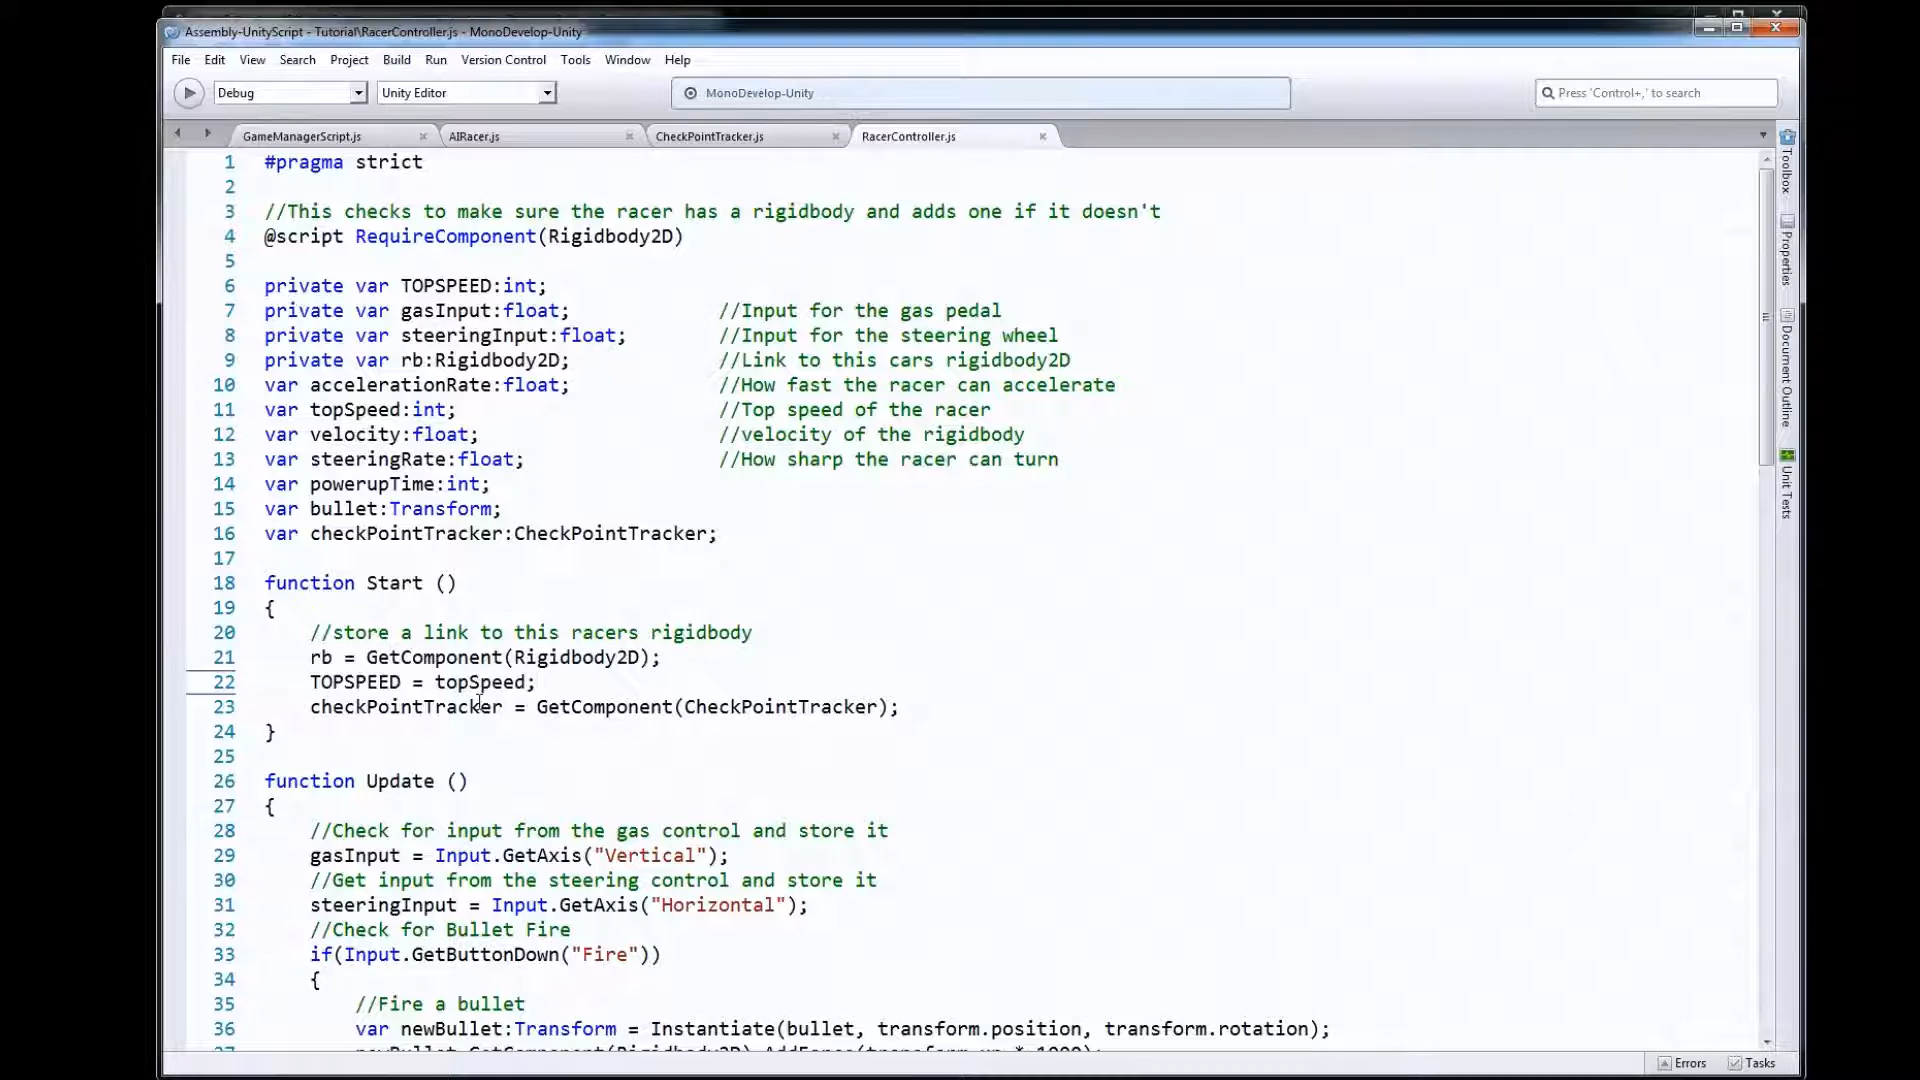 Assembly-UnityScript - Tutorial\RacerController.js - MonoDevelop-Unity
File Edit View Search Project Build Run Version Control Tools Window Help
Debug Unity Editor MonoDevelop-Unity Press 'Control+,' to search
GameManagerScript.js AIRacer.js CheckPointTracker.js RacerController.js
1 #pragma strict
2
3 //This checks to make sure the racer has a rigidbody and adds one if it doesn't
4 @script RequireComponent(Rigidbody2D)
5
6 private var TOPSPEED:int;
7 private var gasInput:float; //Input for the gas pedal
8 private var steeringInput:float; //Input for the steering wheel
9 private var rb:Rigidbody2D; //Link to this cars rigidbody2D
10 var accelerationRate:float; //How fast the racer can accelerate
11 var topSpeed:int; //Top speed of the racer
12 var velocity:float; //velocity of the rigidbody
13 var steeringRate:float; //How sharp the racer can turn
14 var powerupTime:int;
15 var bullet:Transform;
16 var checkPointTracker:CheckPointTracker;
17
18 function Start ()
19 {
20 //store a link to this racers rigidbody
21 rb = GetComponent(Rigidbody2D);
22 TOPSPEED = topSpeed;
23 checkPointTracker = GetComponent(CheckPointTracker);
24 }
25
26 function Update ()
27 {
28 //Check for input from the gas control and store it
29 gasInput = Input.GetAxis("Vertical");
30 //Get input from the steering control and store it
31 steeringInput = Input.GetAxis("Horizontal");
32 //Check for Bullet Fire
33 if(Input.GetButtonDown("Fire"))
34 {
35 //Fire a bullet
36 var newBullet:Transform = Instantiate(bullet, transform.position, transform.rotation);
Toolbox
Properties
Document Outline
Unit Tests
Errors Tasks